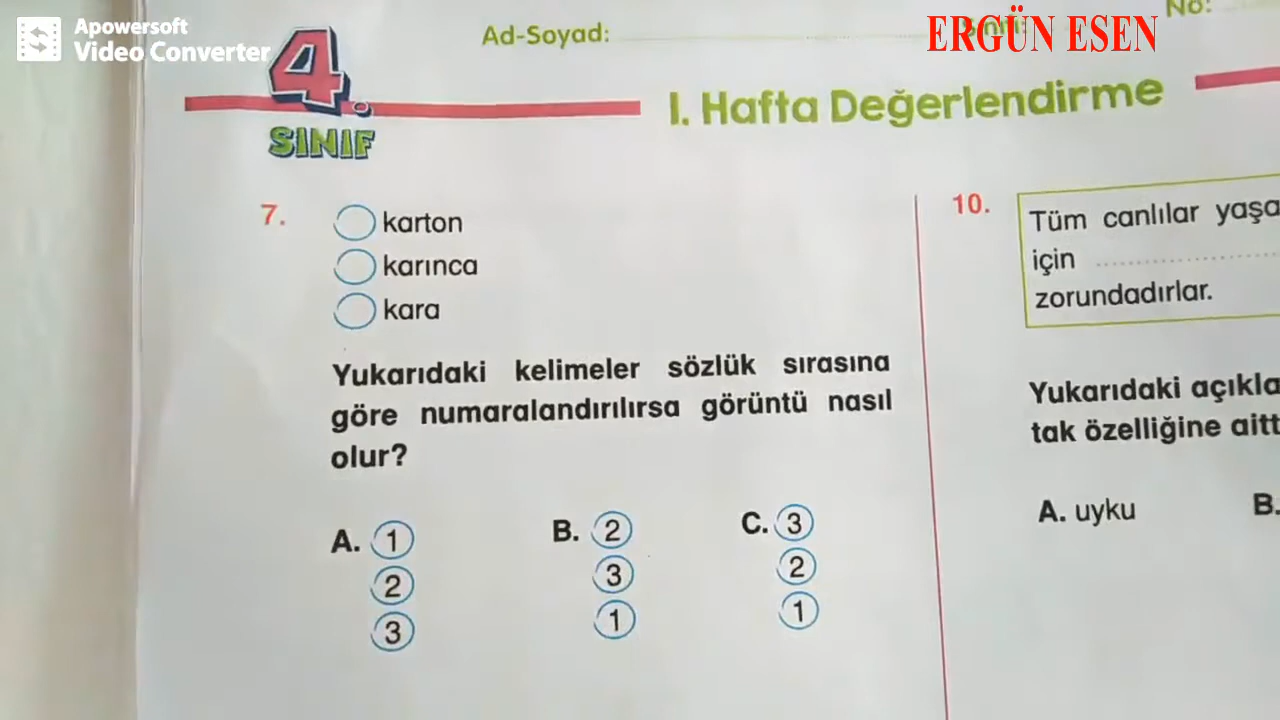 Apowersoft
Video Converter
4.
SINIF
Ad-Soyad:
No:
ERGÜN ESEN
I. Hafta Değerlendirme
7.
karton
karınca
kara
Yukarıdaki kelimeler sözlük sırasına
göre numaralandırılırsa görüntü nasıl
olur?
A. 1
2
3
B. 2
3
1
C. 3
2
1
10.
Tüm canlılar yaşa
için
zorundadırlar.
Yukarıdaki açıkla
tak özelliğine aitt
A. uyku
B.